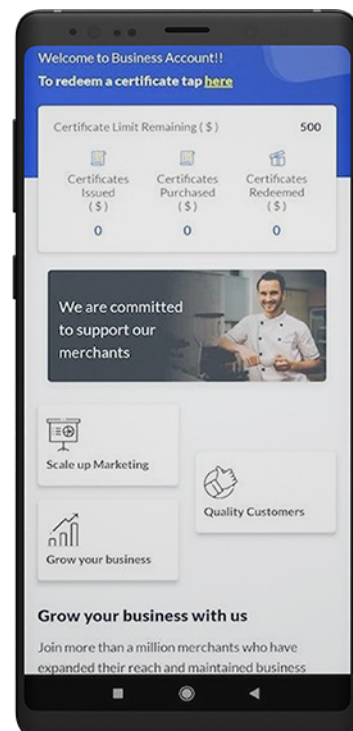 Welcome to Business Account!!
To redeem a certificate tap here
Certificate Limit Remaining ( $ ) 500
Certificates Issued ( $ ) 0
Certificates Purchased ( $ ) 0
Certificates Redeemed ( $ ) 0
We are committed
to support our
merchants
Scale up Marketing
Quality Customers
Grow your business
Grow your business with us
Join more than a million merchants who have
expanded their reach and maintained business